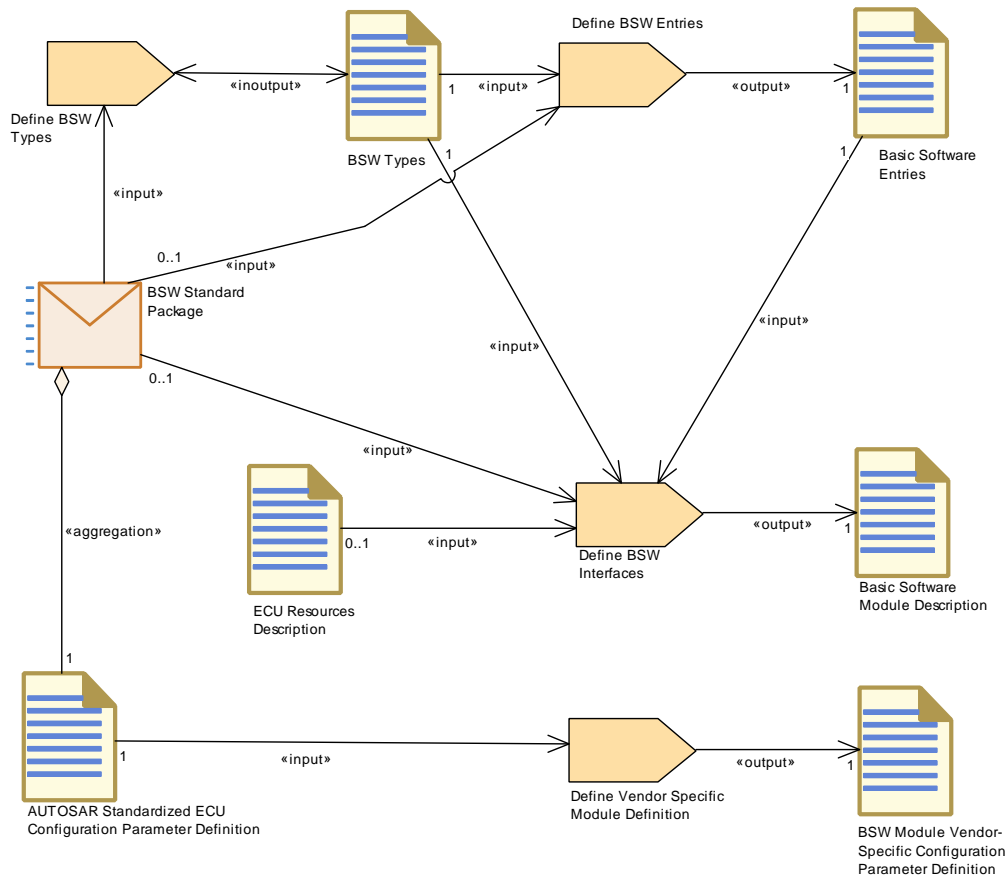 Define BSW Entries
«inoutput»
1
«input»
«output»
1
Define BSW
Types
BSW Types
1
1
Basic Software
Entries
«input»
0..1
«input»
BSW Standard
Package
«input»
«input»
0..1
«input»
«aggregation»
0..1
«input»
«output»
1
Define BSW
Interfaces
ECU Resources
Description
Basic Software
Module Description
1
1
«input»
«output»
1
AUTOSAR Standardized ECU
Configuration Parameter Definition
Define Vendor Specific
Module Definition
BSW Module Vendor-
Specific Configuration
Parameter Definition